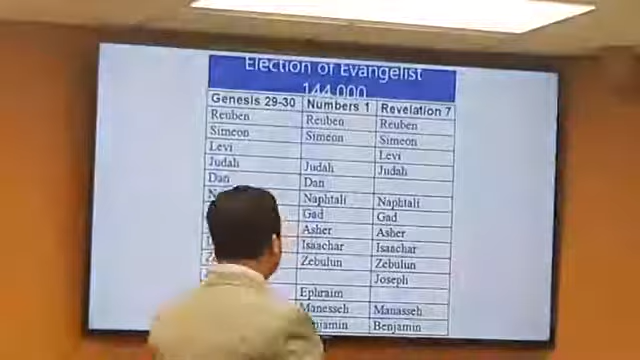 Election of Evangelist
144,000
Genesis 29-30 Numbers 1 Revelation 7
Reuben Reuben Reuben
Simeon Simeon Simeon
Levi Levi
Judah Judah Judah
Dan Dan
Naphtali Naphtali
Gad Gad
Asher Asher
Isaachar Isaachar
Zebulun Zebulun
Joseph
Ephraim
Manesseh Manasseh
Benjamin